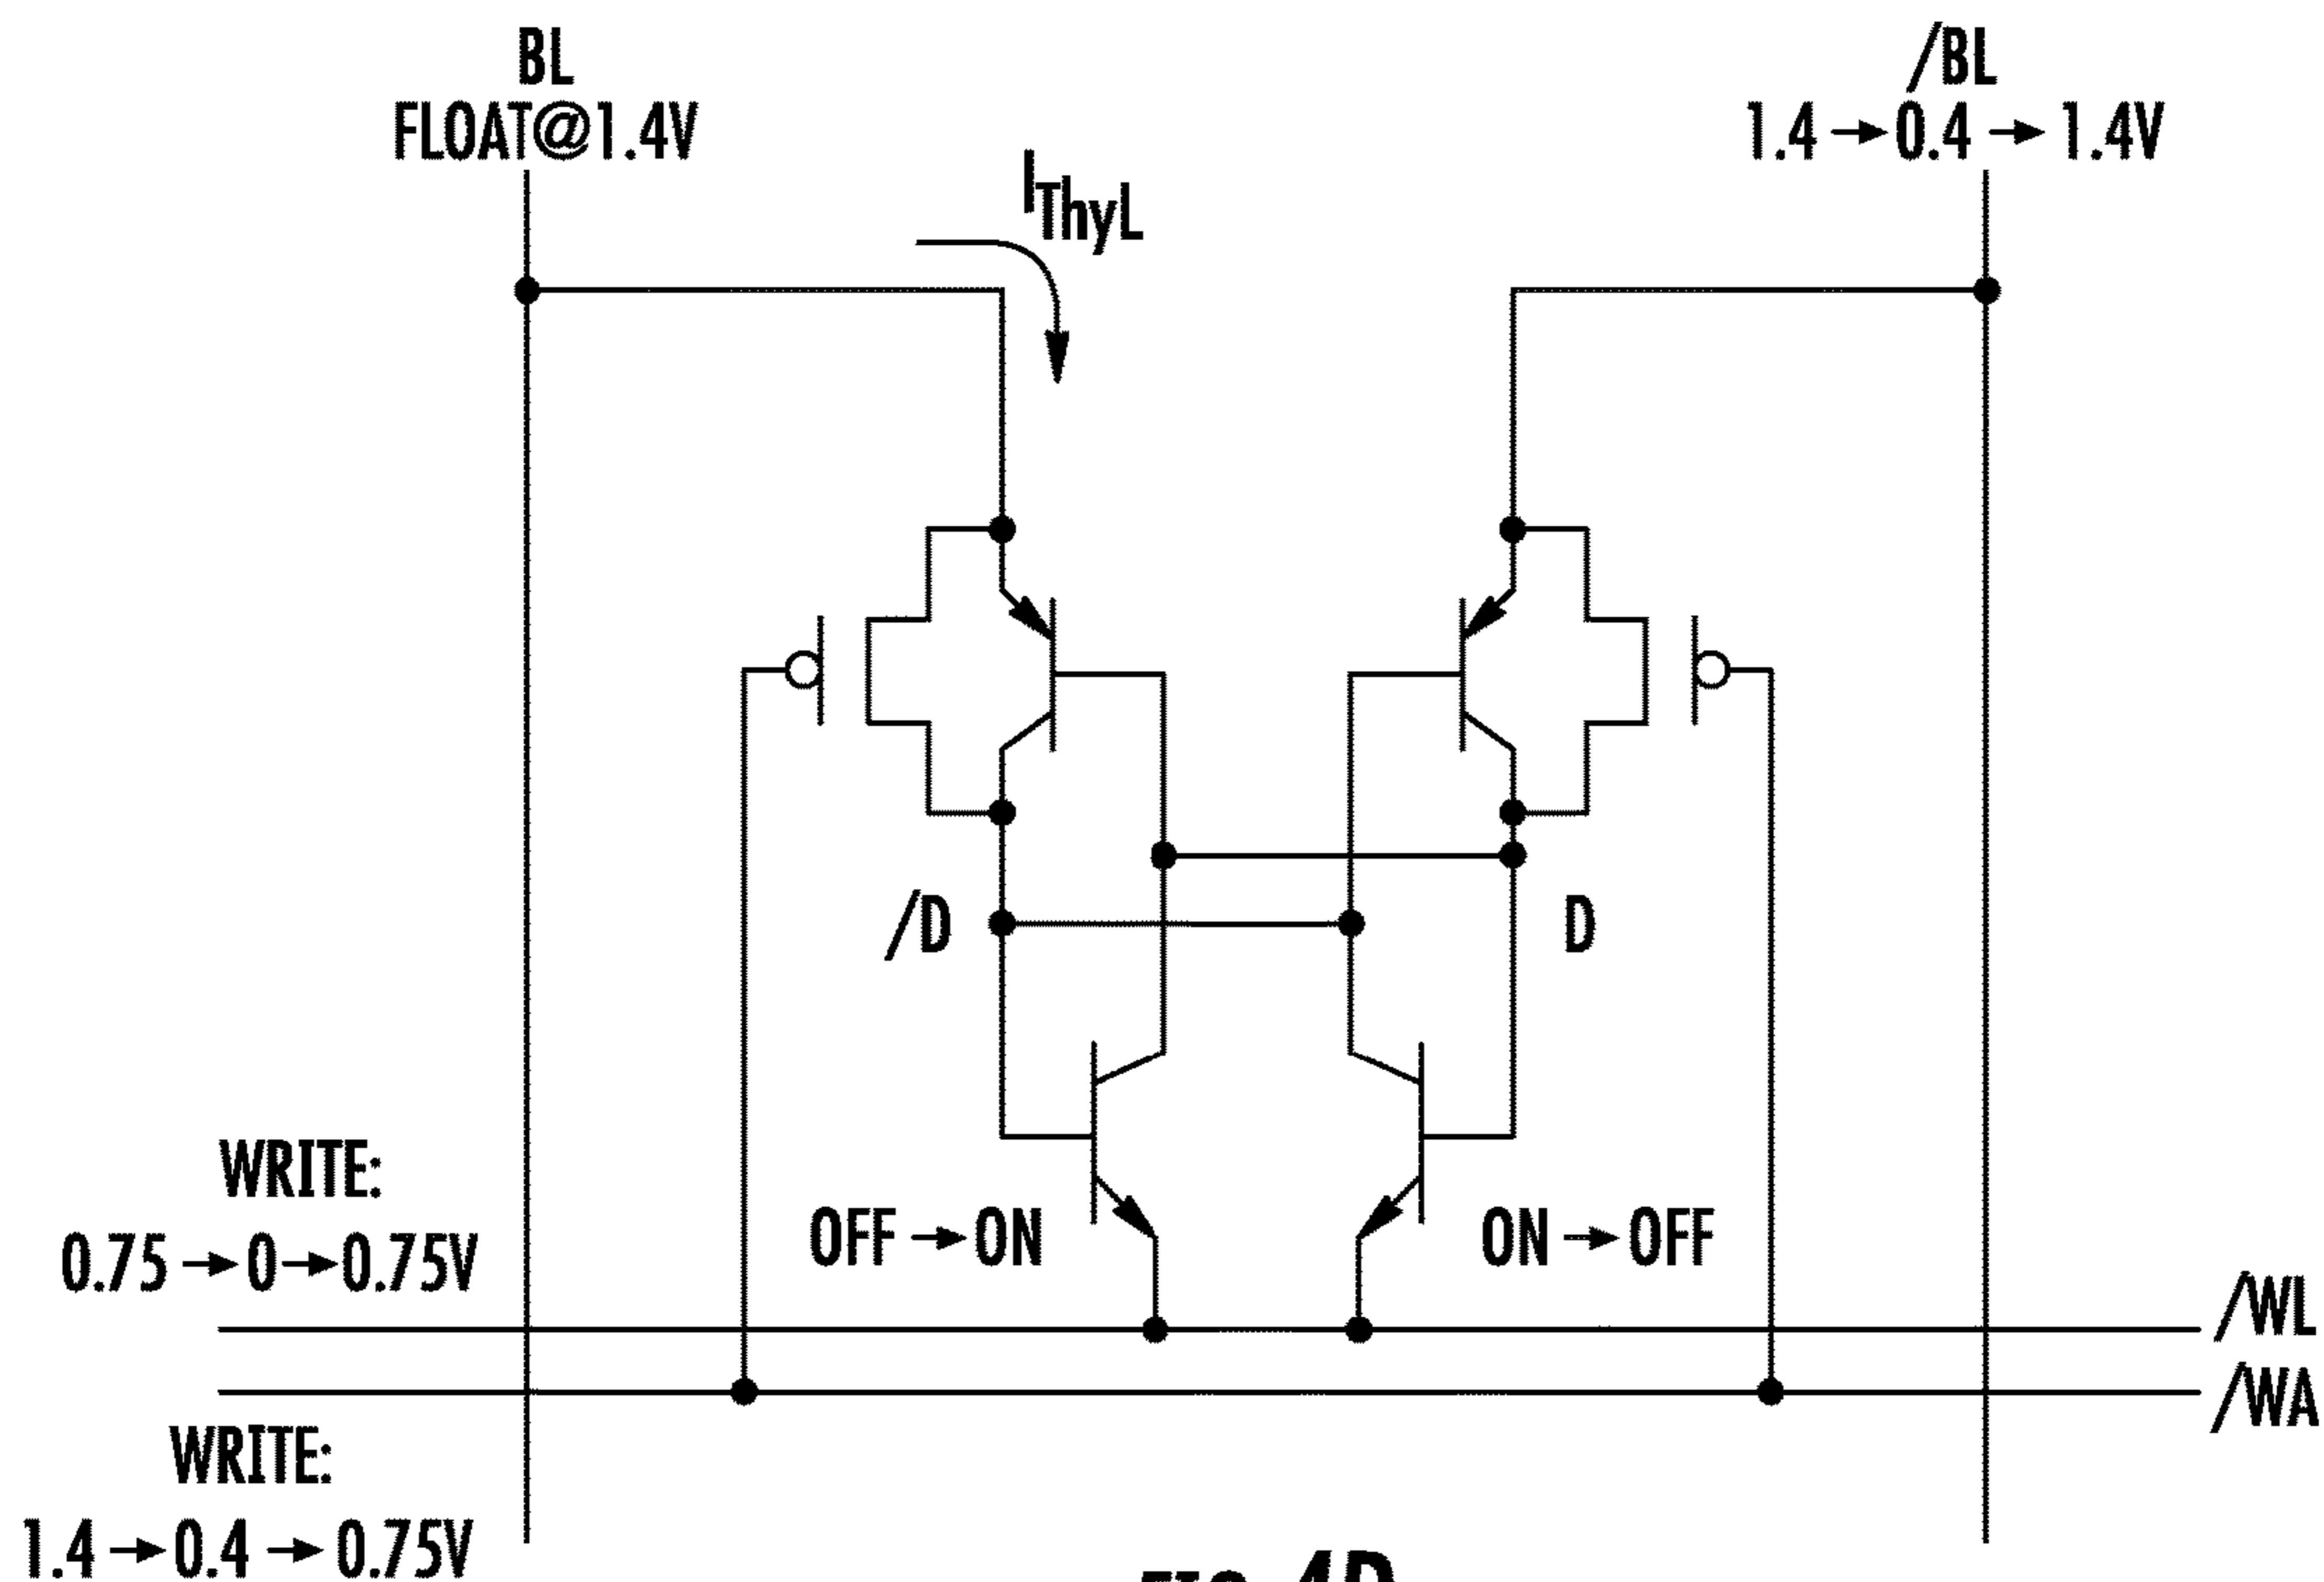 BL
FLOAT@1.4V
/BL
1.4→0.4→1.4V
IThyL
/D
D
WRITE:
0.75→0→0.75V
OFF→ON
ON→OFF
/WL
/WA
WRITE:
1.4→0.4→0.75V